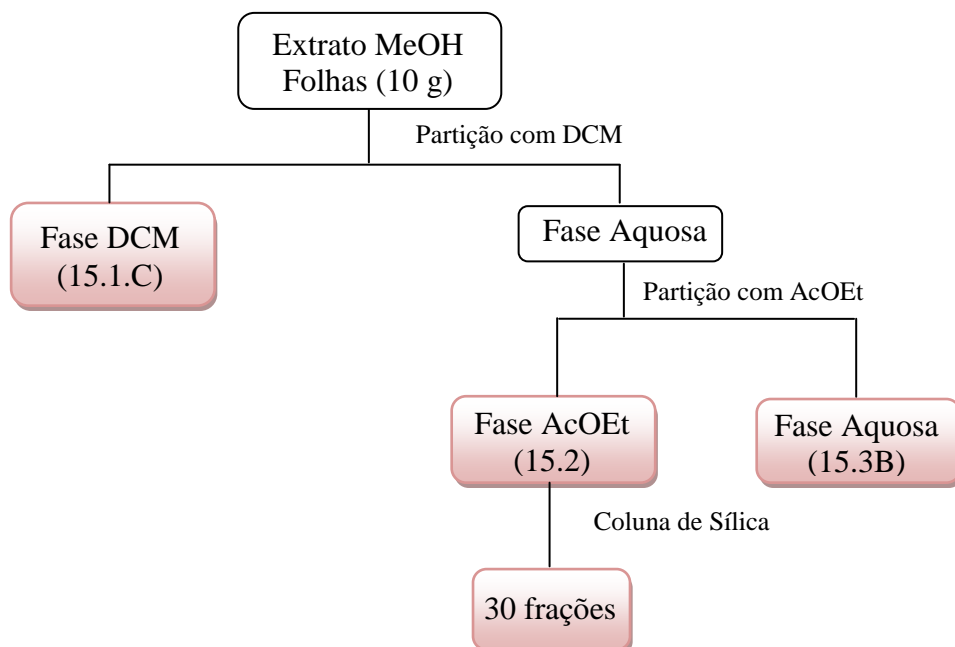 Extrato MeOH
Folhas (10 g)
Partição com DCM
Fase DCM
(15.1.C)
Fase Aquosa
Partição com AcOEt
Fase AcOEt
(15.2)
Fase Aquosa
(15.3B)
Coluna de Sílica
30 frações